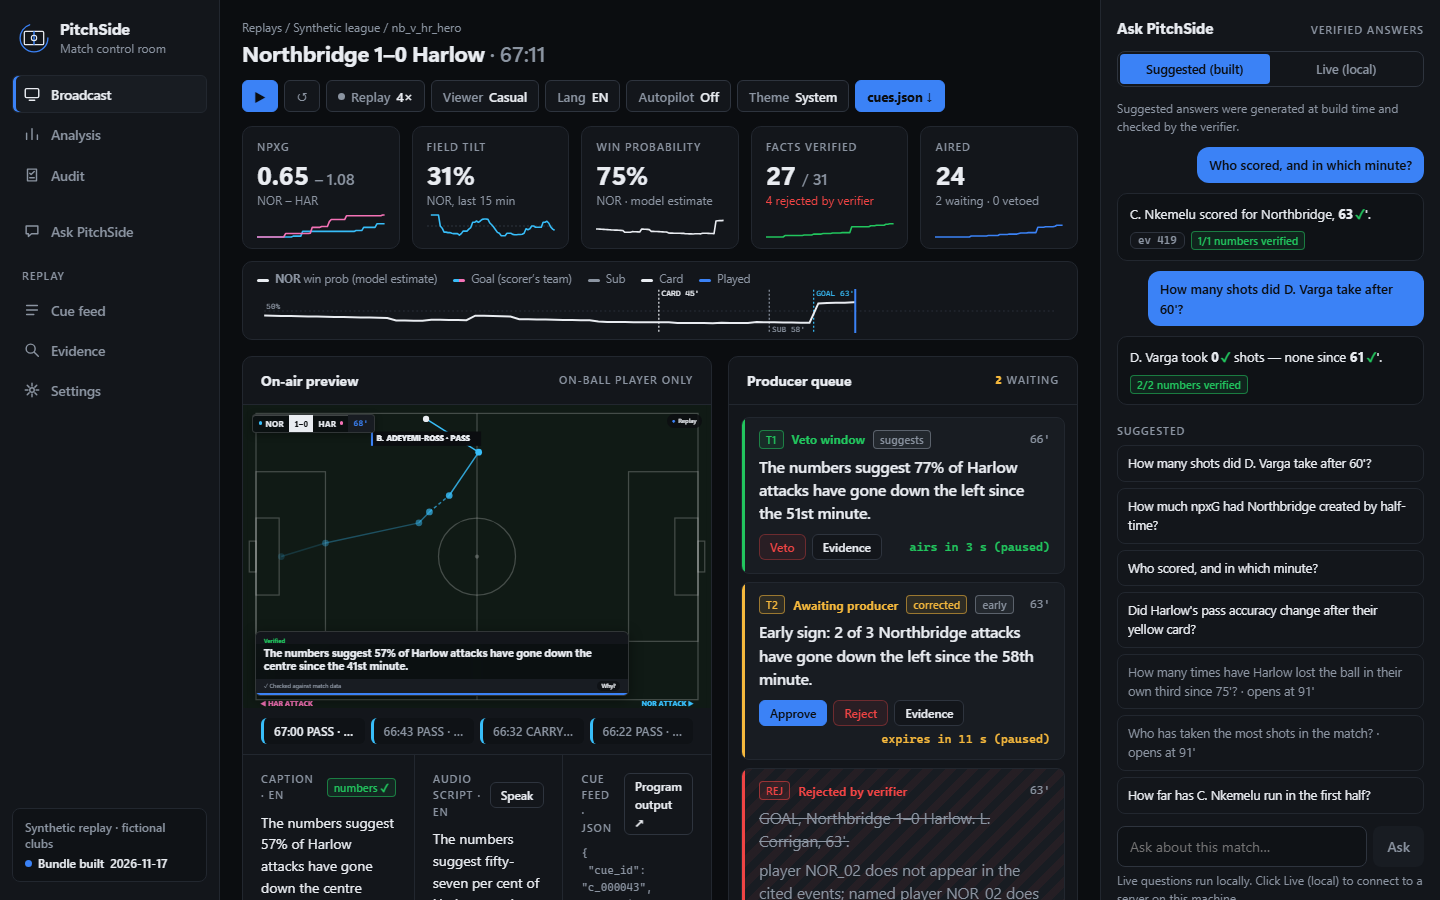 PitchSide
Match control room
Broadcast
Analysis
Audit
Ask PitchSide
REPLAY
Cue feed
Evidence
Settings
Synthetic replay · fictional
clubs
Bundle built 2026-11-17
Replays / Synthetic league / nb_v_hr_hero
Northbridge 1–0 Harlow · 67:11
▶
↺
Replay 4×
Viewer Casual
Lang EN
Autopilot Off
Theme System
cues.json ↓
NPXG
0.65 – 1.08
NOR – HAR
FIELD TILT
31%
NOR, last 15 min
WIN PROBABILITY
75%
NOR · model estimate
FACTS VERIFIED
27 / 31
4 rejected by verifier
AIRED
24
2 waiting · 0 vetoed
NOR win prob (model estimate)
Goal (scorer's team)
Sub
Card
Played
50%
CARD 45'
SUB 58'
GOAL 63'
On-air preview
ON-BALL PLAYER ONLY
NOR 1–0 HAR 68'
Replay
B. ADEYEMI-ROSS · PASS
Verified
The numbers suggest 57% of Harlow attacks have gone down the
centre since the 41st minute.
✓ Checked against match data
Why?
◀ HAR ATTACK
NOR ATTACK ▶
67:00 PASS · ...
66:43 PASS · ...
66:32 CARRY...
66:22 PASS · ...
CAPTION
· EN
numbers ✓
The numbers suggest
57% of Harlow
attacks have gone
down the centre
AUDIO
SCRIPT ·
EN
Speak
The numbers
suggest fifty-
seven per cent of
CUE
FEED
·
JSON
Program
output
↗
{
"cue_id":
"c_000043",
Producer queue
2 WAITING
T1 Veto window suggests 66'
The numbers suggest 77% of Harlow
attacks have gone down the left since
the 51st minute.
Veto
Evidence
airs in 3 s (paused)
T2 Awaiting producer corrected early 63'
Early sign: 2 of 3 Northbridge attacks
have gone down the left since the 58th
minute.
Approve
Reject
Evidence
expires in 11 s (paused)
REJ Rejected by verifier 63'
GOAL, Northbridge 1–0 Harlow. L.
Corrigan, 63'.
player NOR_02 does not appear in the
cited events; named player NOR_02 does
Ask PitchSide
VERIFIED ANSWERS
Suggested (built)
Live (local)
Suggested answers were generated at build time and
checked by the verifier.
Who scored, and in which minute?
C. Nkemelu scored for Northbridge, 63 ✓'.
ev 419
1/1 numbers verified
How many shots did D. Varga take after
60'?
D. Varga took 0 ✓ shots — none since 61 ✓'.
2/2 numbers verified
SUGGESTED
How many shots did D. Varga take after 60'?
How much npxG had Northbridge created by half-
time?
Who scored, and in which minute?
Did Harlow's pass accuracy change after their
yellow card?
How many times have Harlow lost the ball in their
own third since 75'? · opens at 91'
Who has taken the most shots in the match? ·
opens at 91'
How far has C. Nkemelu run in the first half?
Ask about this match...
Ask
Live questions run locally. Click Live (local) to connect to a
server on this machine